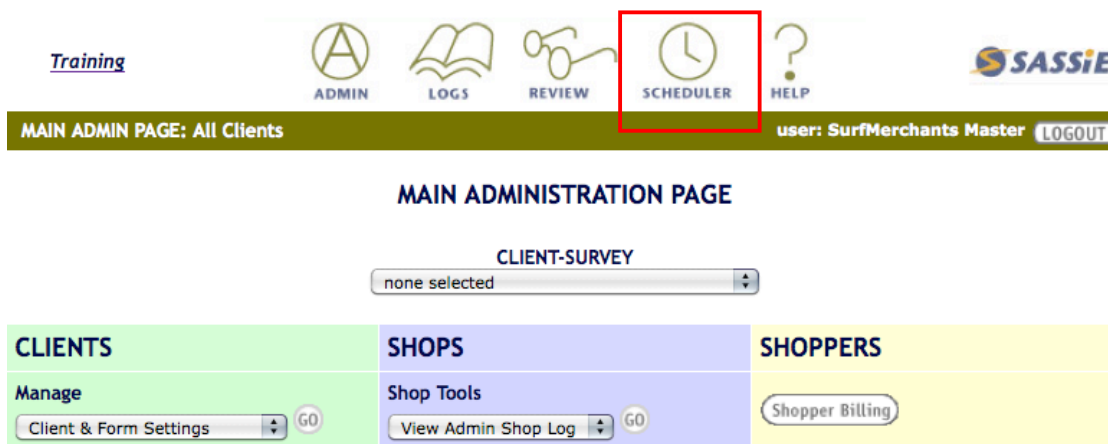 Training
ADMIN LOGS REVIEW SCHEDULER HELP
SASSiE
MAIN ADMIN PAGE: All Clients user: SurfMerchants Master LOGOUT
MAIN ADMINISTRATION PAGE
CLIENT-SURVEY
none selected
CLIENTS SHOPS SHOPPERS
Manage Shop Tools
Client & Form Settings GO View Admin Shop Log GO Shopper Billing